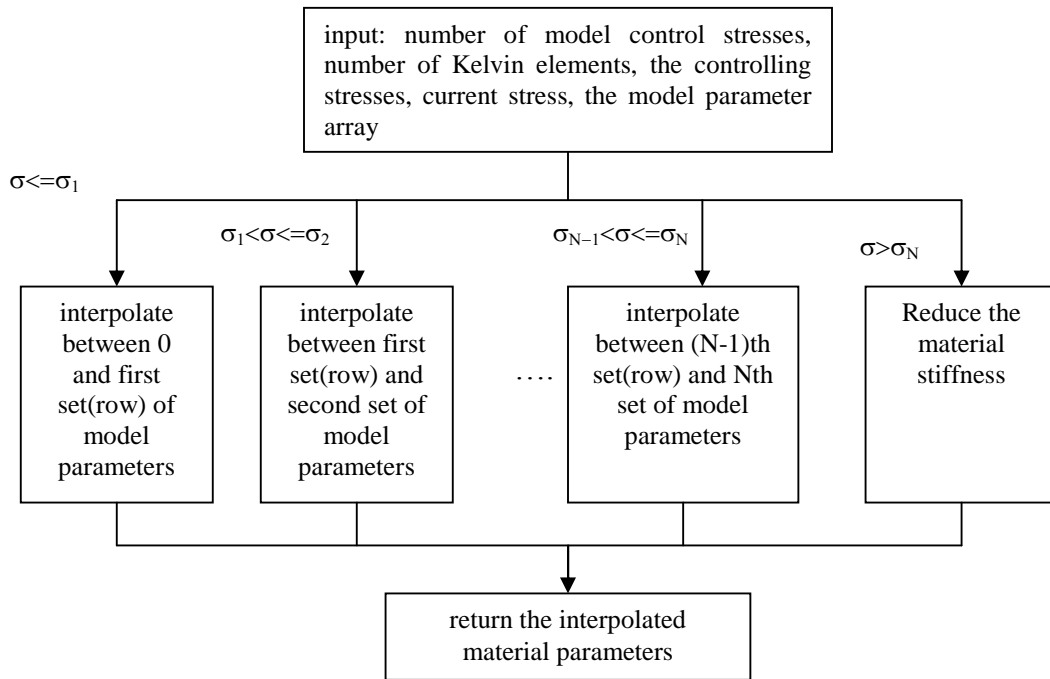 input: number of model control stresses,
number of Kelvin elements, the controlling
stresses, current stress, the model parameter
array
σ<=σ₁
σ₁<σ<=σ₂
σN−1<σ<=σN
σ>σN
interpolate
between 0
and first
set(row) of
model
parameters
interpolate
between first
set(row) and
second set of
model
parameters
....
interpolate
between (N-1)th
set(row) and Nth
set of model
parameters
Reduce the
material
stiffness
return the interpolated
material parameters